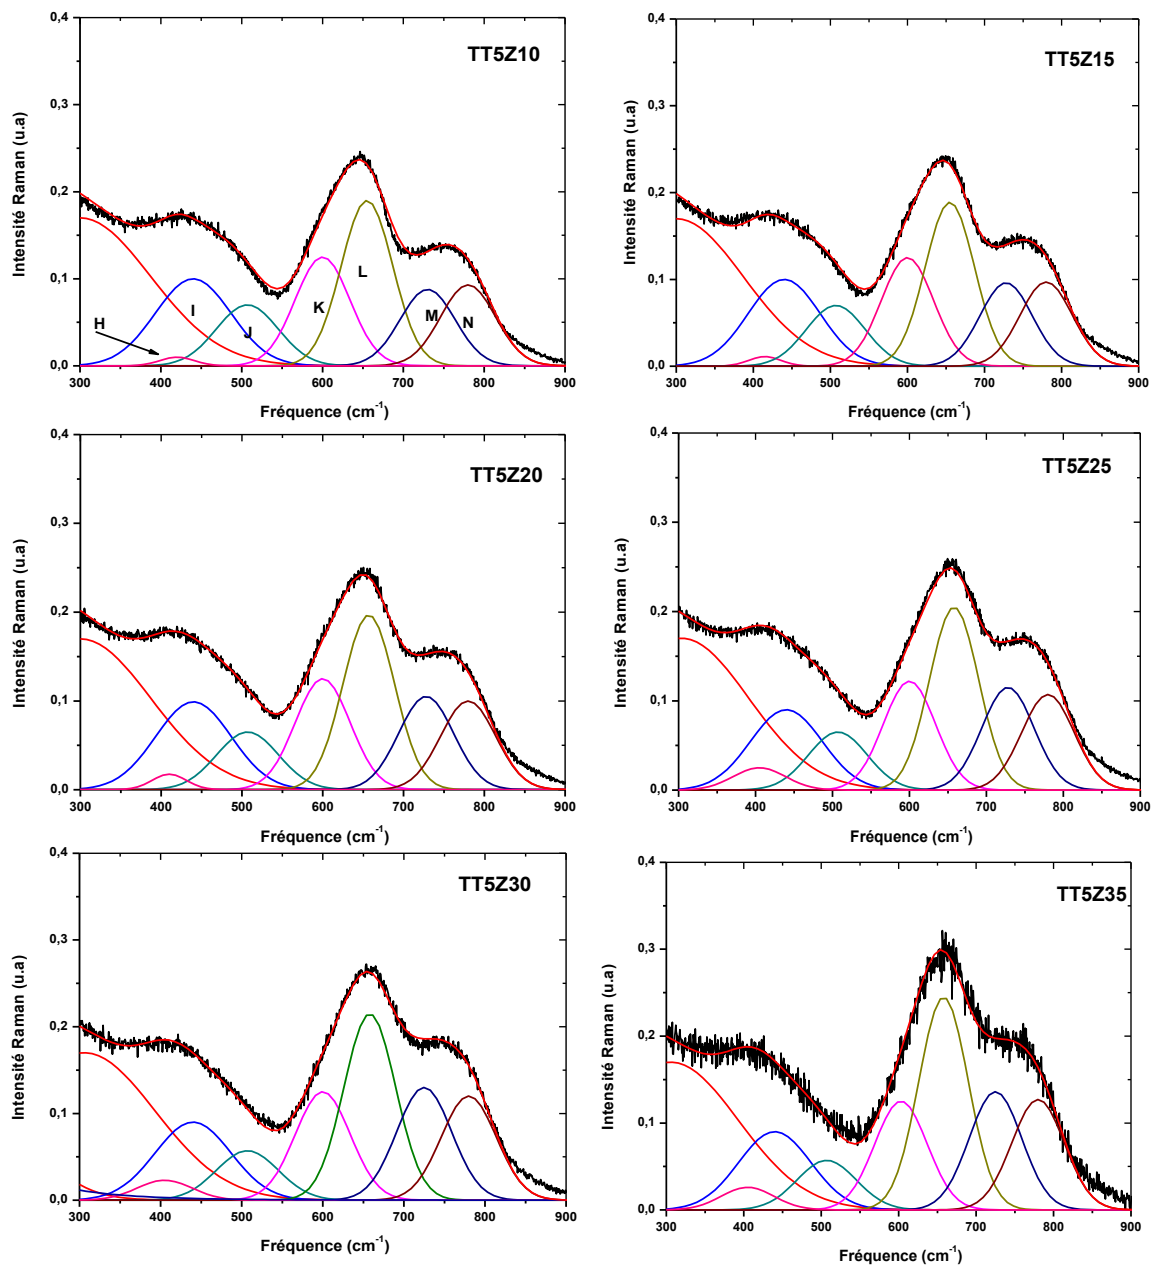 TT5Z10
Intensité Raman (u.a)
0,4
0,3
0,2
0,1
0,0
H
I
J
K
L
M
N
300 400 500 600 700 800 900
Fréquence (cm-1)
TT5Z15
Intensité Raman (u.a)
0,4
0,3
0,2
0,1
0,0
300 400 500 600 700 800 900
Fréquence (cm-1)
TT5Z20
Intensité Raman (u.a)
0,4
0,3
0,2
0,1
0,0
300 400 500 600 700 800 900
Fréquence (cm-1)
TT5Z25
Intensité Raman (u.a)
0,4
0,3
0,2
0,1
0,0
300 400 500 600 700 800 900
Fréquence (cm-1)
TT5Z30
Intensité Raman (u.a)
0,4
0,3
0,2
0,1
0,0
300 400 500 600 700 800 900
Fréquence (cm-1)
TT5Z35
Intensité Raman (u.a)
0,4
0,3
0,2
0,1
0,0
300 400 500 600 700 800 900
Fréquence (cm-1)